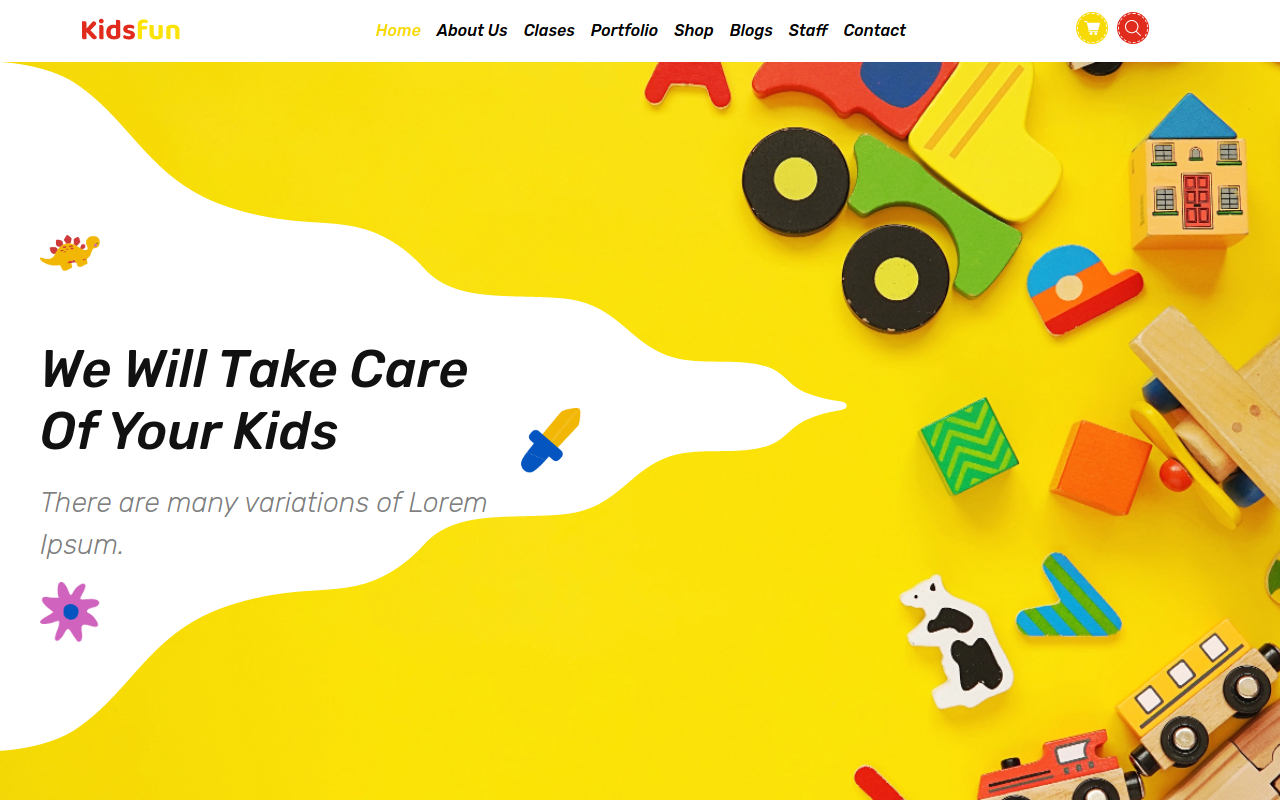 Kidsfun
Home About Us Clases Portfolio Shop Blogs Staff Contact
We Will Take Care
Of Your Kids
There are many variations of Lorem
Ipsum.